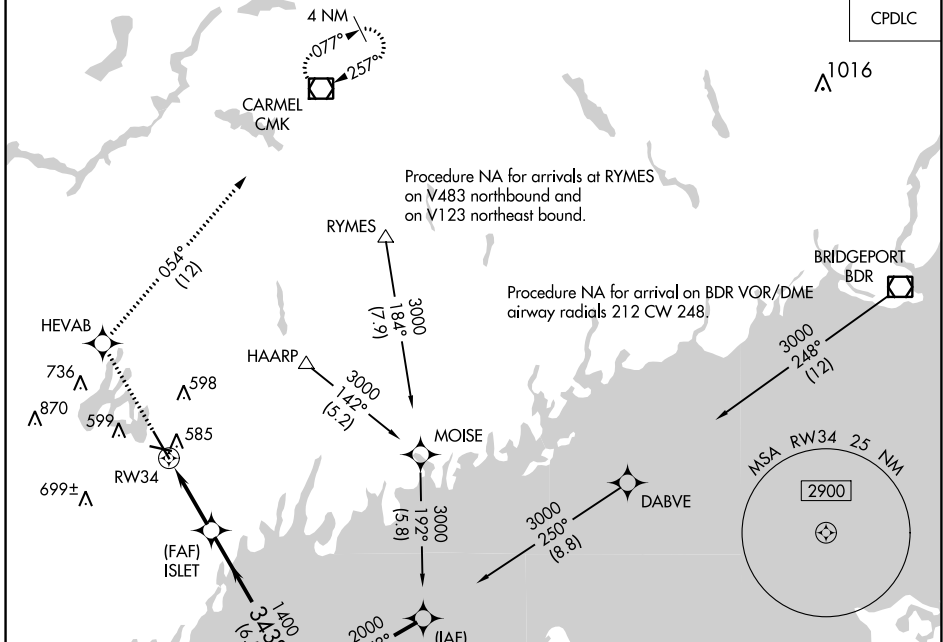 CPDLC
4 NM
077°
257°
CARMEL
CMK
1016
Procedure NA for arrivals at RYMES
on V483 northbound and
on V123 northeast bound.
RYMES
054°
(12)
BRIDGEPORT
BDR
Procedure NA for arrival on BDR VOR/DME
airway radials 212 CW 248.
3000
184°
(7.9)
3000
248°
(12)
HEVAB
HAARP
3000
142°
(5.2)
736
598
870
599
585
MOISE
RW34
699±
MSA RW34 25 NM
2900
DABVE
3000
192°
(5.8)
3000
250°
(8.8)
(FAF)
ISLET
1400
343°
2000
(IAF)